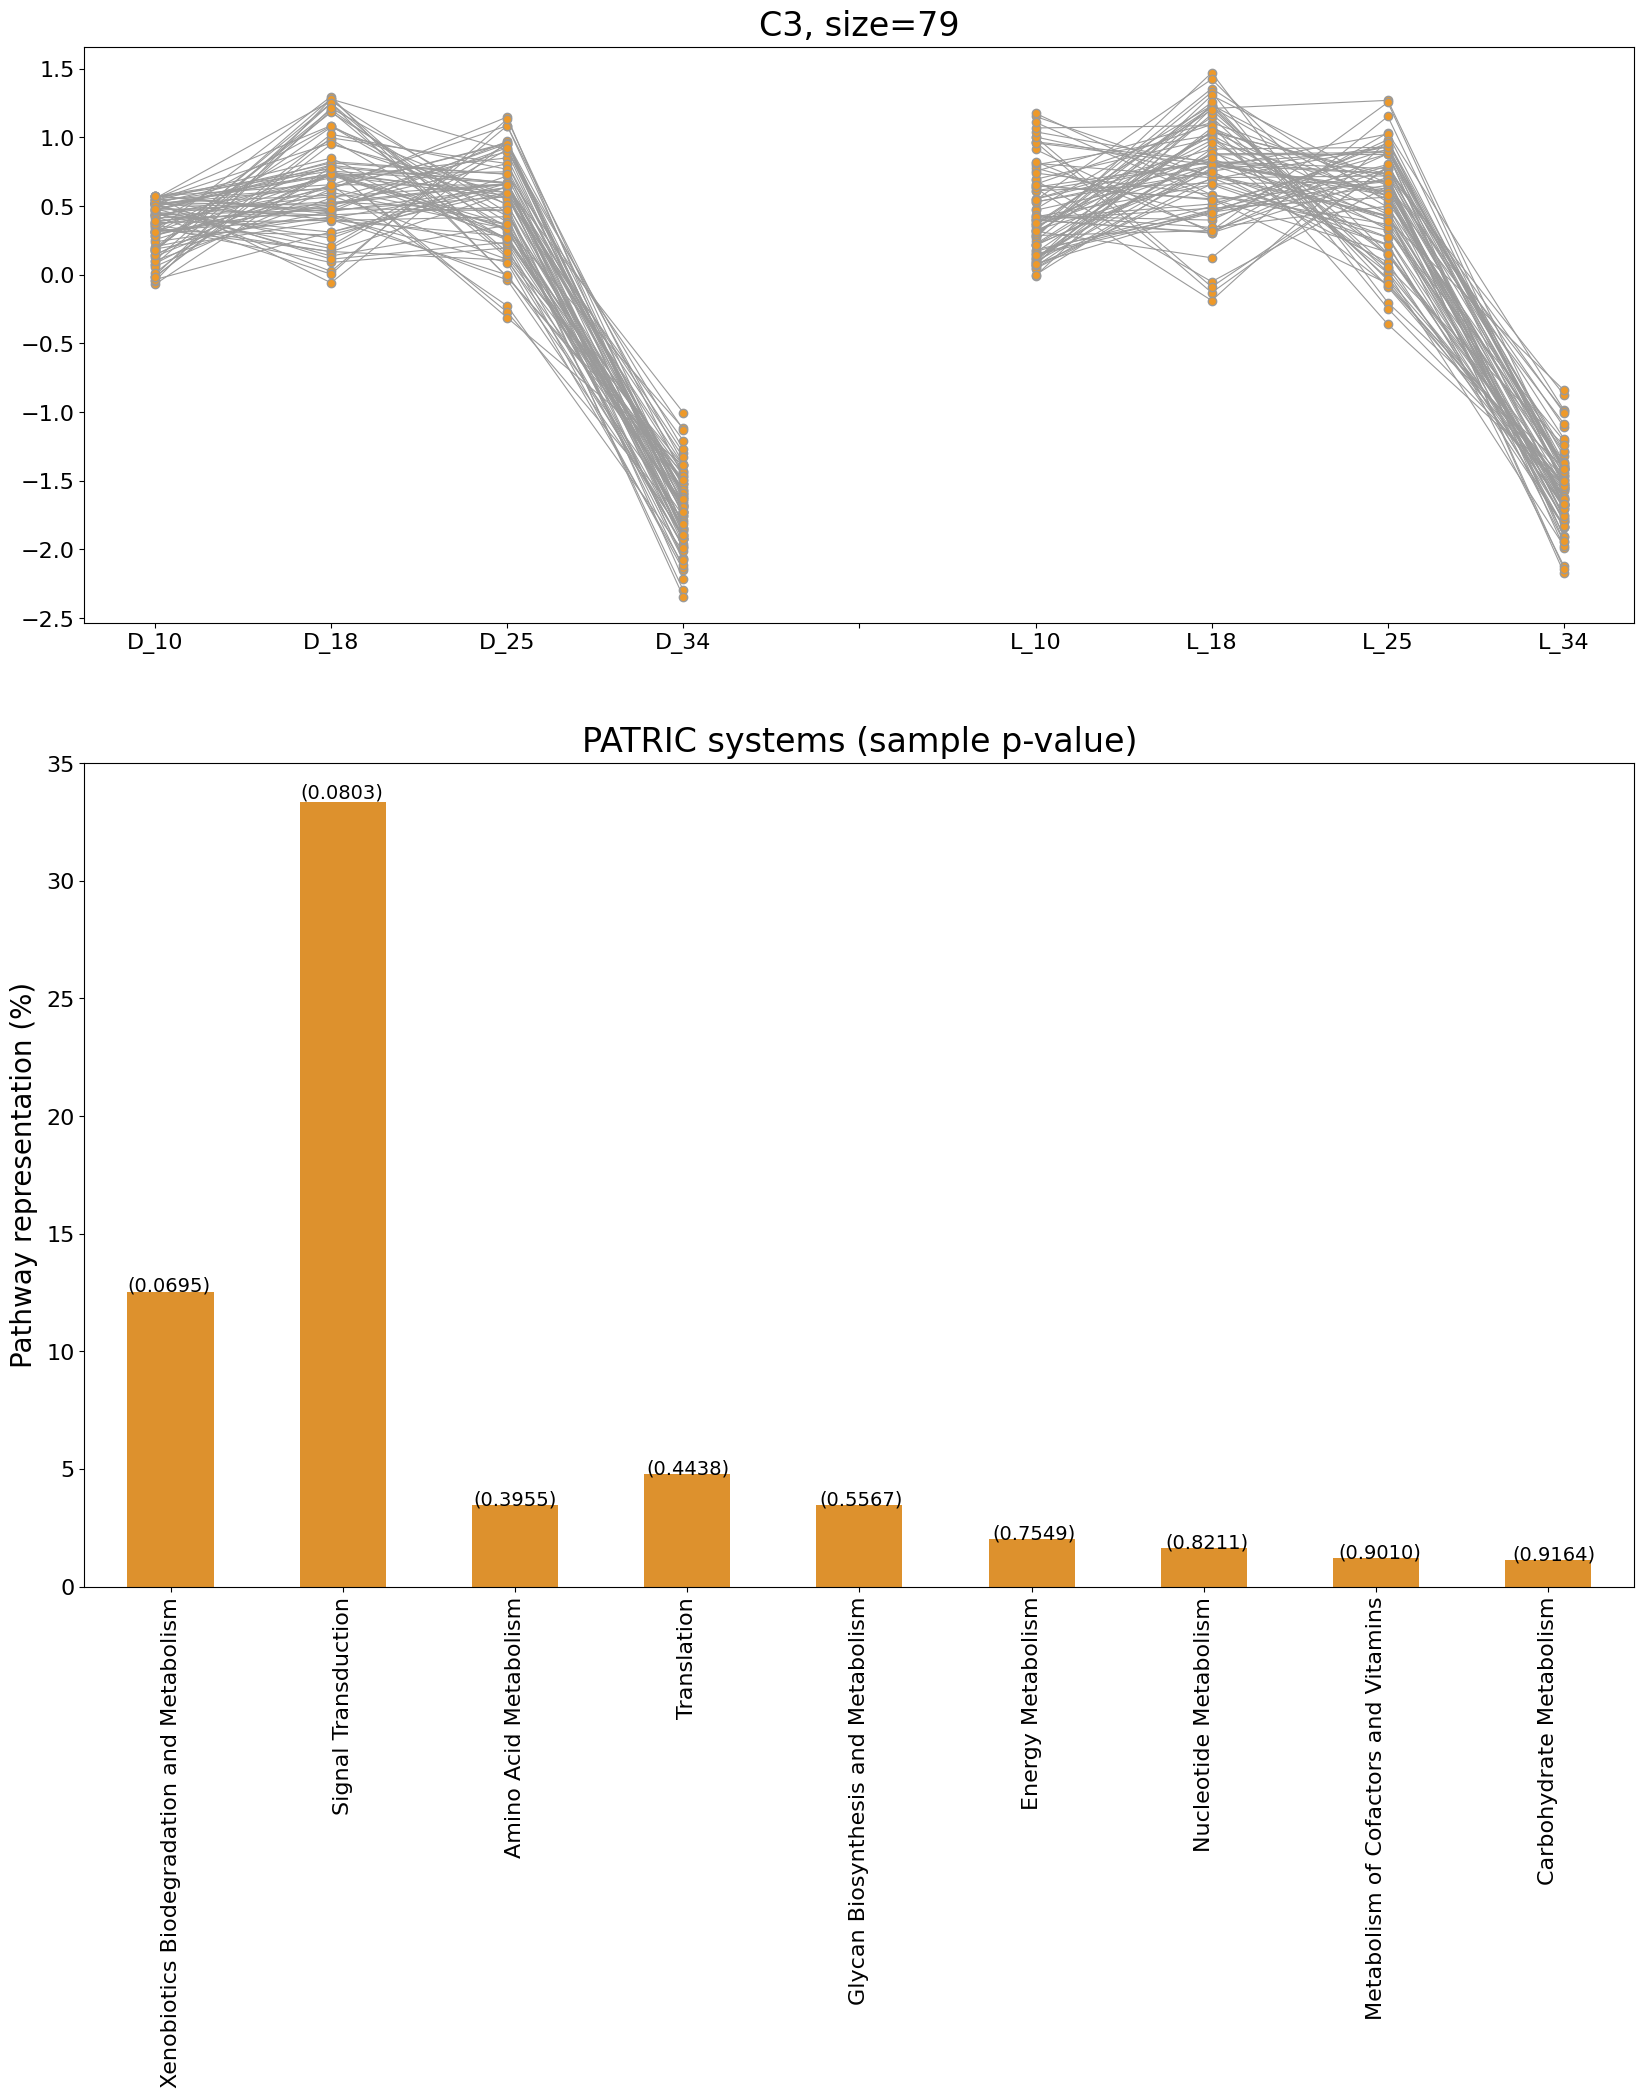 C3, size=79
1.5
1.0
0.5
0.0
−0.5
−1.0
−1.5
−2.0
−2.5
D_10
D_18
D_25
D_34
L_10
L_18
L_25
L_34
PATRIC systems (sample p-value)
Pathway representation (%)
35
30
25
20
15
10
5
0
(0.0695)
(0.0803)
(0.3955)
(0.4438)
(0.5567)
(0.7549)
(0.8211)
(0.9010)
(0.9164)
Xenobiotics Biodegradation and Metabolism
Signal Transduction
Amino Acid Metabolism
Translation
Glycan Biosynthesis and Metabolism
Energy Metabolism
Nucleotide Metabolism
Metabolism of Cofactors and Vitamins
Carbohydrate Metabolism